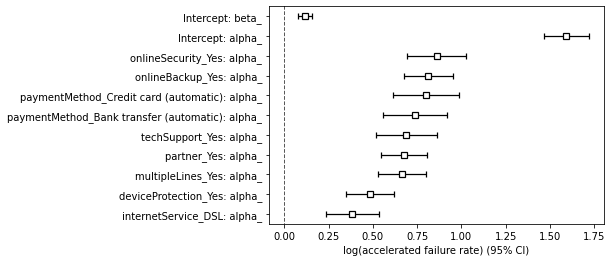 Intercept: beta_
Intercept: alpha_
onlineSecurity_Yes: alpha_
onlineBackup_Yes: alpha_
paymentMethod_Credit card (automatic): alpha_
paymentMethod_Bank transfer (automatic): alpha_
techSupport_Yes: alpha_
partner_Yes: alpha_
multipleLines_Yes: alpha_
deviceProtection_Yes: alpha_
internetService_DSL: alpha_
0.00 0.25 0.50 0.75 1.00 1.25 1.50 1.75
log(accelerated failure rate) (95% CI)